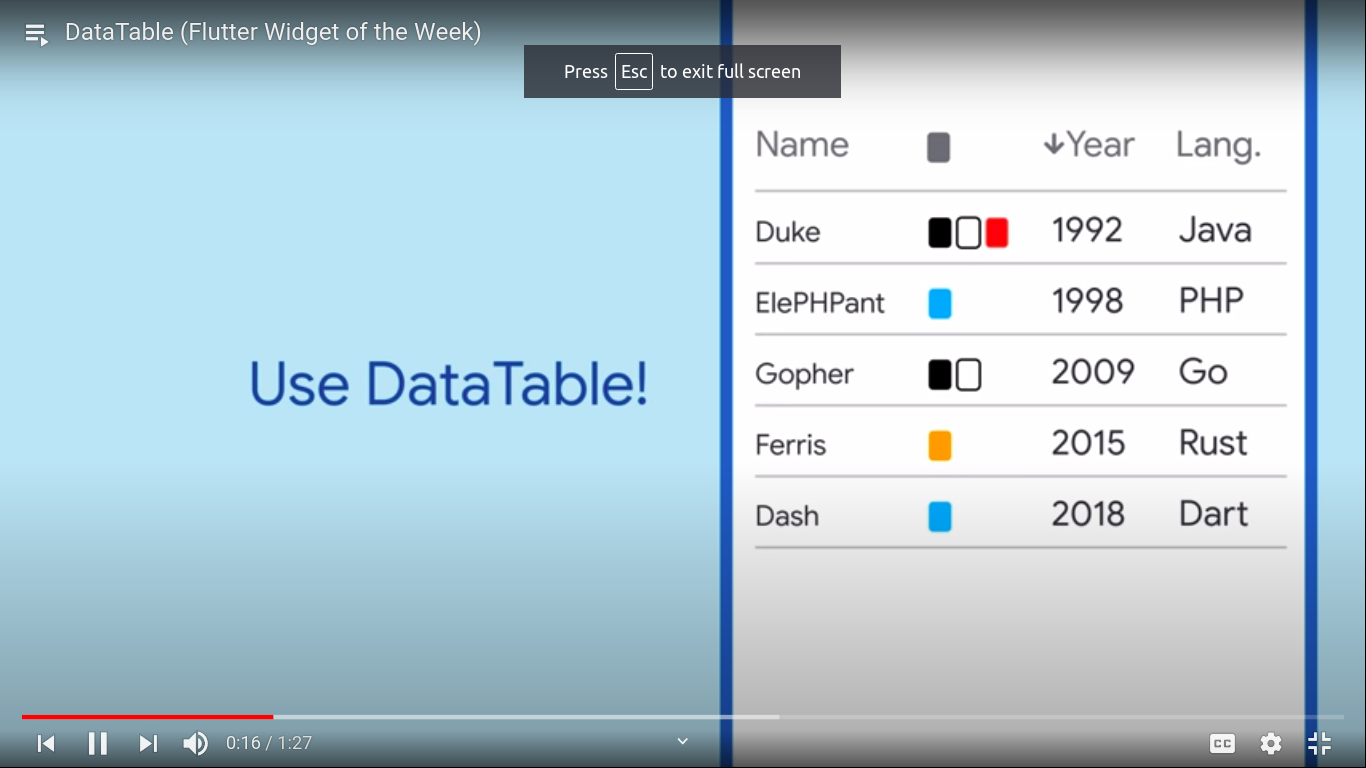 DataTable (Flutter Widget of the Week)
Press Esc to exit full screen
Use DataTable!
Name ↓Year Lang.
Duke 1992 Java
ElePHPant 1998 PHP
Gopher 2009 Go
Ferris 2015 Rust
Dash 2018 Dart
0:16 / 1:27
CC